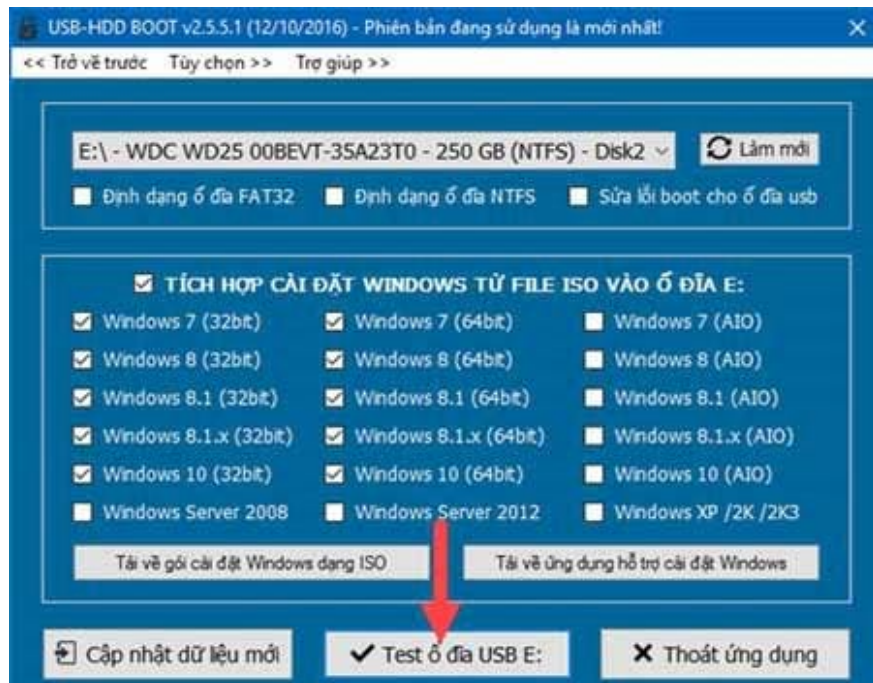 USB-HDD BOOT v2.5.5.1 (12/10/2016) - Phiên bản đang sử dụng là mới nhất!
<< Trở về trước Tùy chọn >> Trợ giúp >>
E:\ - WDC WD25 00BEVT-35A23T0 - 250 GB (NTFS) - Disk2 Làm mới
Định dạng ổ đĩa FAT32 Định dạng ổ đĩa NTFS Sửa lỗi boot cho ổ đĩa usb
TÍCH HỢP CÀI ĐẶT WINDOWS TỪ FILE ISO VÀO Ổ ĐĨA E:
Windows 7 (32bit) Windows 7 (64bit) Windows 7 (AIO)
Windows 8 (32bit) Windows 8 (64bit) Windows 8 (AIO)
Windows 8.1 (32bit) Windows 8.1 (64bit) Windows 8.1 (AIO)
Windows 8.1.x (32bit) Windows 8.1.x (64bit) Windows 8.1.x (AIO)
Windows 10 (32bit) Windows 10 (64bit) Windows 10 (AIO)
Windows Server 2008 Windows Server 2012 Windows XP /2K /2K3
Tải về gói cài đặt Windows dạng ISO Tải về ứng dụng hỗ trợ cài đặt Windows
Cập nhật dữ liệu mới Test ổ đĩa USB E: Thoát ứng dụng